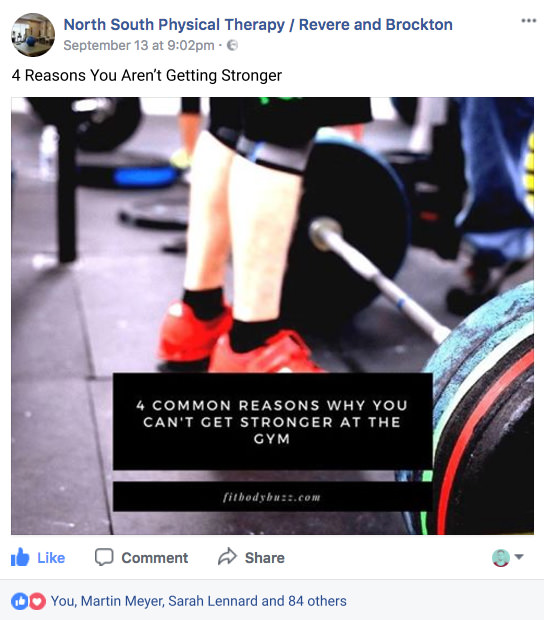 North South Physical Therapy / Revere and Brockton
September 13 at 9:02pm ·
4 Reasons You Aren't Getting Stronger
4 COMMON REASONS WHY YOU
CAN'T GET STRONGER AT THE
GYM
fitbodybuzz.com
Like
Comment
Share
You, Martin Meyer, Sarah Lennard and 84 others